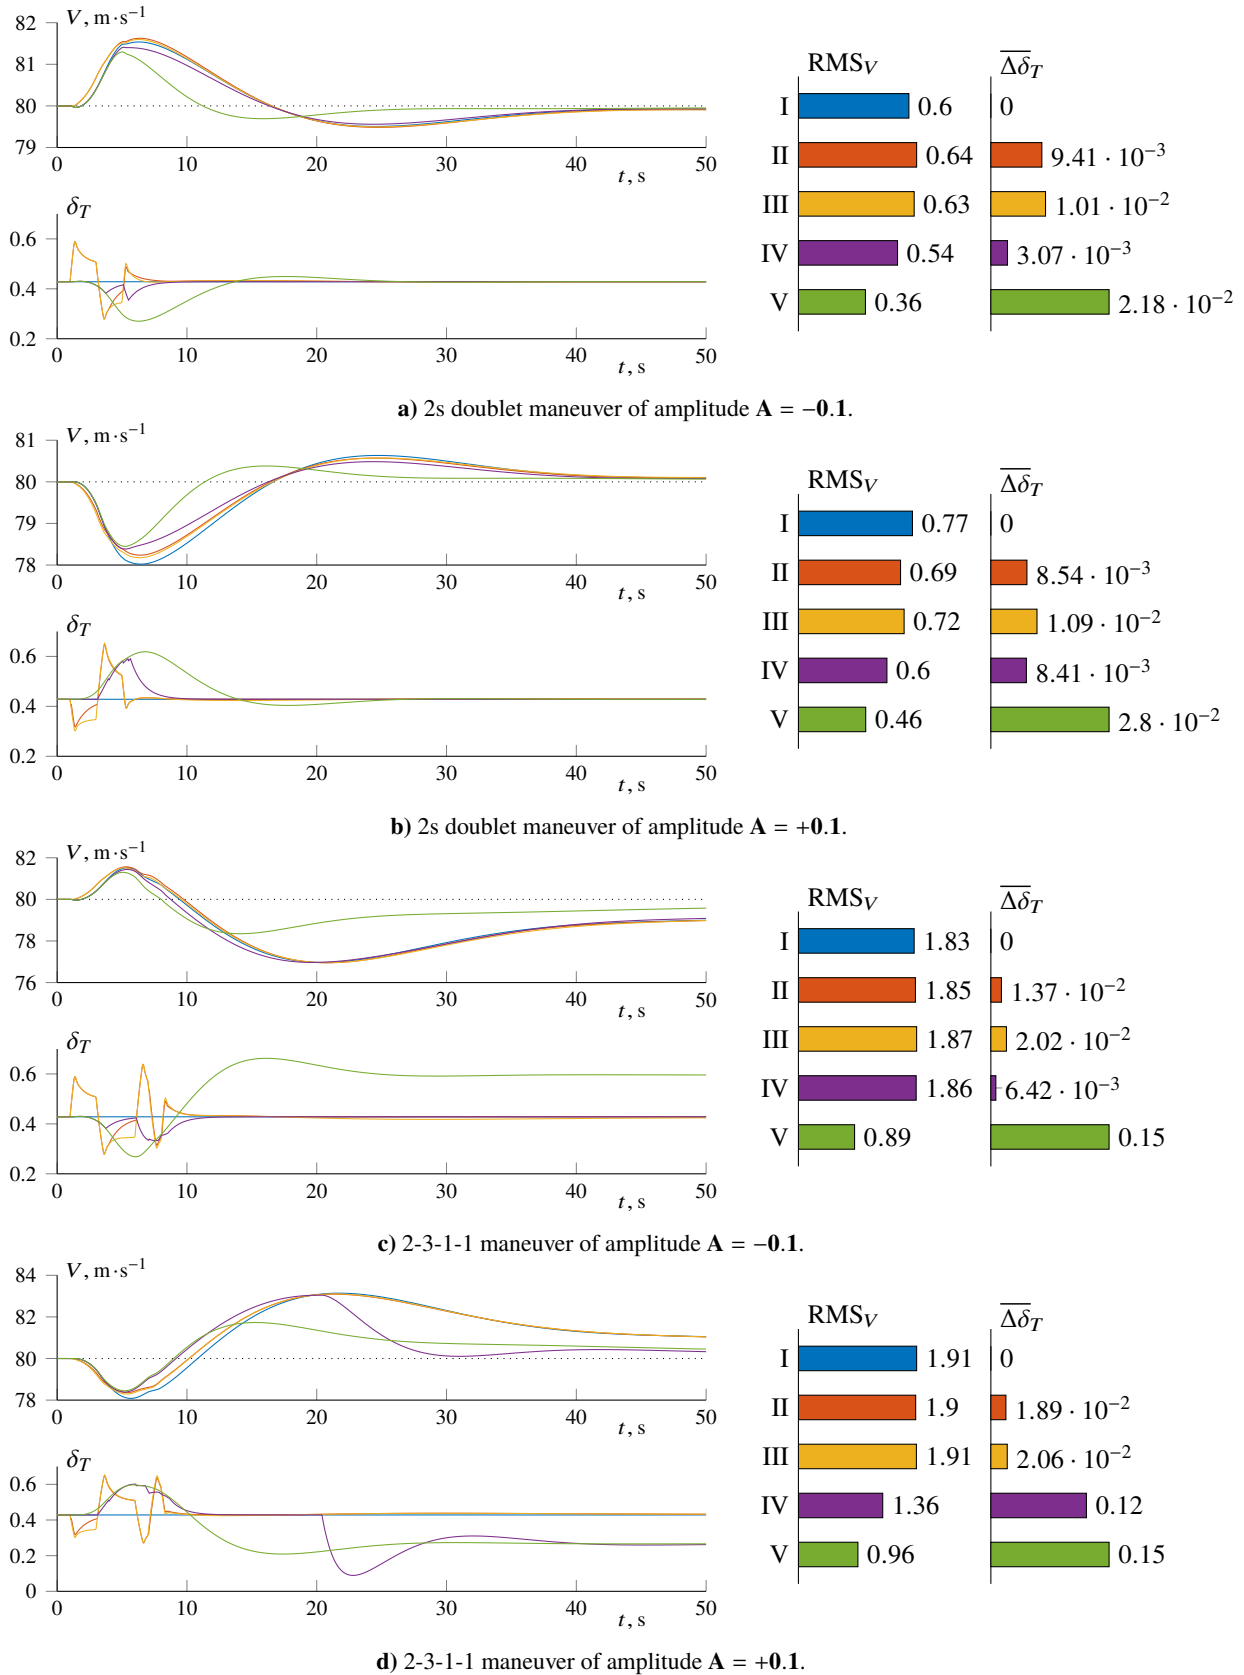 V, m·s⁻¹
82
81
80
79
0 10 20 30 40 50
t, s
δ_T
0.6
0.4
0.2
0 10 20 30 40 50
t, s
RMS_V Δδ_T
I 0.6 0
II 0.64 9.41 · 10⁻³
III 0.63 1.01 · 10⁻²
IV 0.54 3.07 · 10⁻³
V 0.36 2.18 · 10⁻²
a) 2s doublet maneuver of amplitude A = −0.1.
V, m·s⁻¹
81
80
79
78
0 10 20 30 40 50
t, s
δ_T
0.6
0.4
0.2
0 10 20 30 40 50
t, s
RMS_V Δδ_T
I 0.77 0
II 0.69 8.54 · 10⁻³
III 0.72 1.09 · 10⁻²
IV 0.6 8.41 · 10⁻³
V 0.46 2.8 · 10⁻²
b) 2s doublet maneuver of amplitude A = +0.1.
V, m·s⁻¹
82
80
78
76
0 10 20 30 40 50
t, s
δ_T
0.6
0.4
0.2
0 10 20 30 40 50
t, s
RMS_V Δδ_T
I 1.83 0
II 1.85 1.37 · 10⁻²
III 1.87 2.02 · 10⁻²
IV 1.86 6.42 · 10⁻³
V 0.89 0.15
c) 2-3-1-1 maneuver of amplitude A = −0.1.
V, m·s⁻¹
84
82
80
78
0 10 20 30 40 50
t, s
δ_T
0.6
0.4
0.2
0
0 10 20 30 40 50
t, s
RMS_V Δδ_T
I 1.91 0
II 1.9 1.89 · 10⁻²
III 1.91 2.06 · 10⁻²
IV 1.36 0.12
V 0.96 0.15
d) 2-3-1-1 maneuver of amplitude A = +0.1.